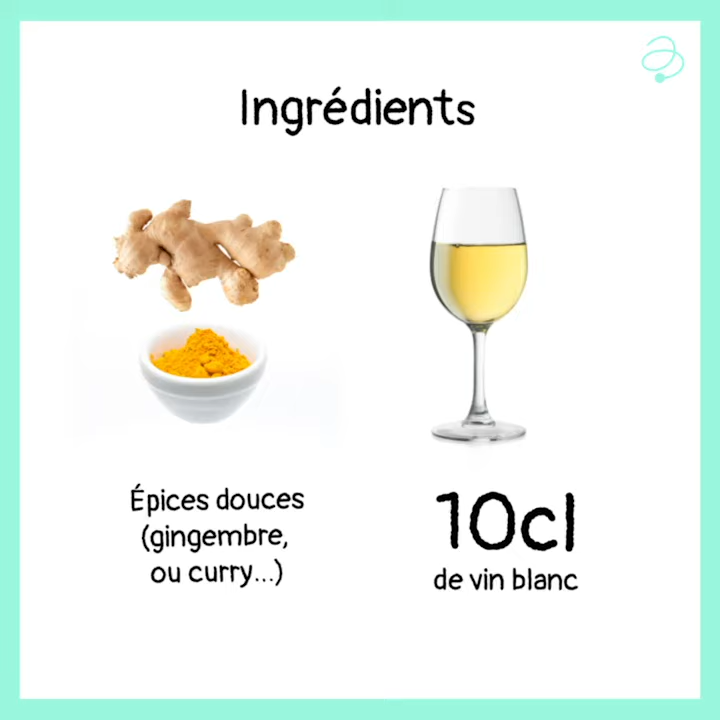 Ingrédients
Épices douces
(gingembre,
ou curry...)
10cl
de vin blanc